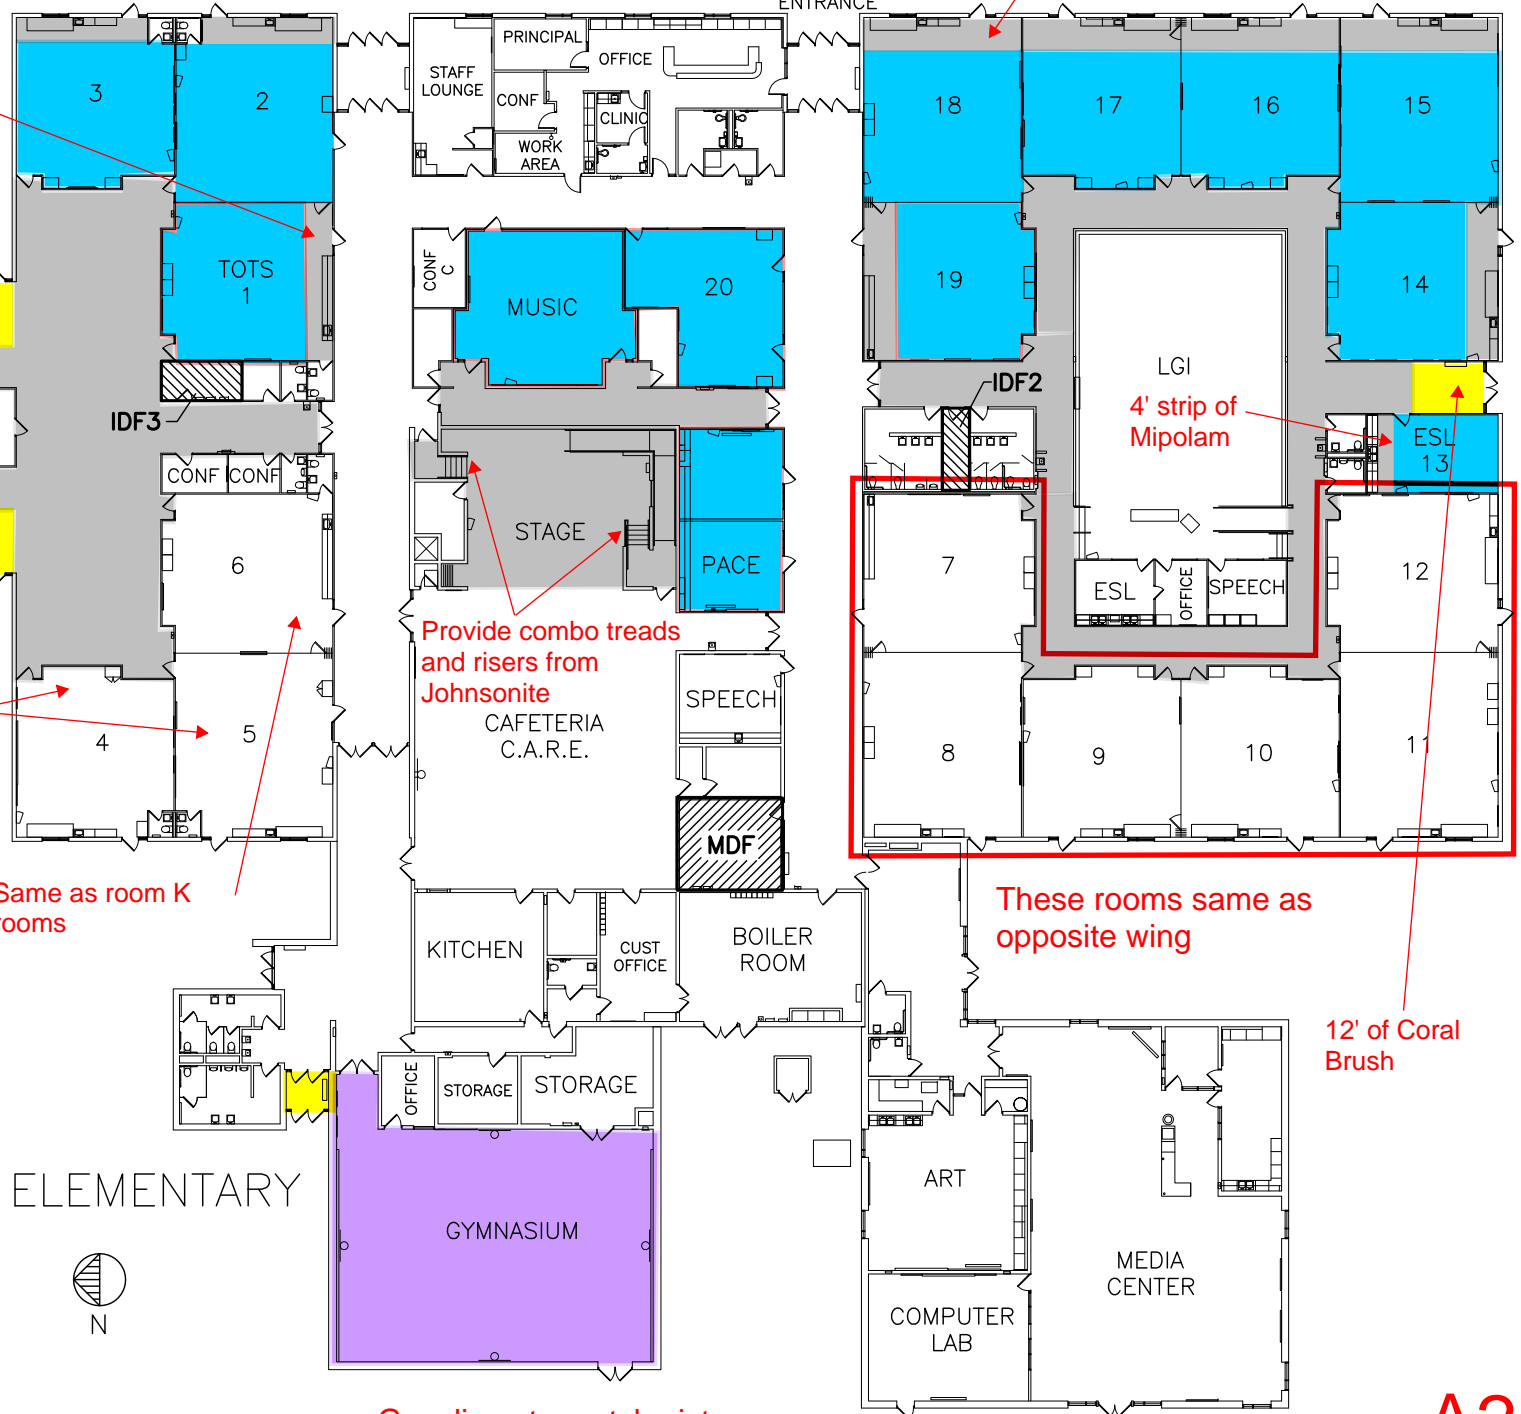 ENTRANCE
PRINCIPAL
OFFICE
STAFF
LOUNGE
CONF
CLINIC
WORK
AREA
3
2
18
17
16
15
TOTS
1
CONF
C
MUSIC
20
19
14
LGI
IDF3
IDF2
4' strip of
Mipolam
ESL
13
CONF
CONF
STAGE
PACE
6
7
12
ESL
OFFICE
SPEECH
Provide combo treads
and risers from
Johnsonite
CAFETERIA
C.A.R.E.
SPEECH
4
5
8
9
10
11
MDF
Same as room K
rooms
These rooms same as
opposite wing
KITCHEN
CUST
OFFICE
BOILER
ROOM
12' of Coral
Brush
OFFICE
STORAGE
STORAGE
ELEMENTARY
GYMNASIUM
ART
MEDIA
CENTER
COMPUTER
LAB
N